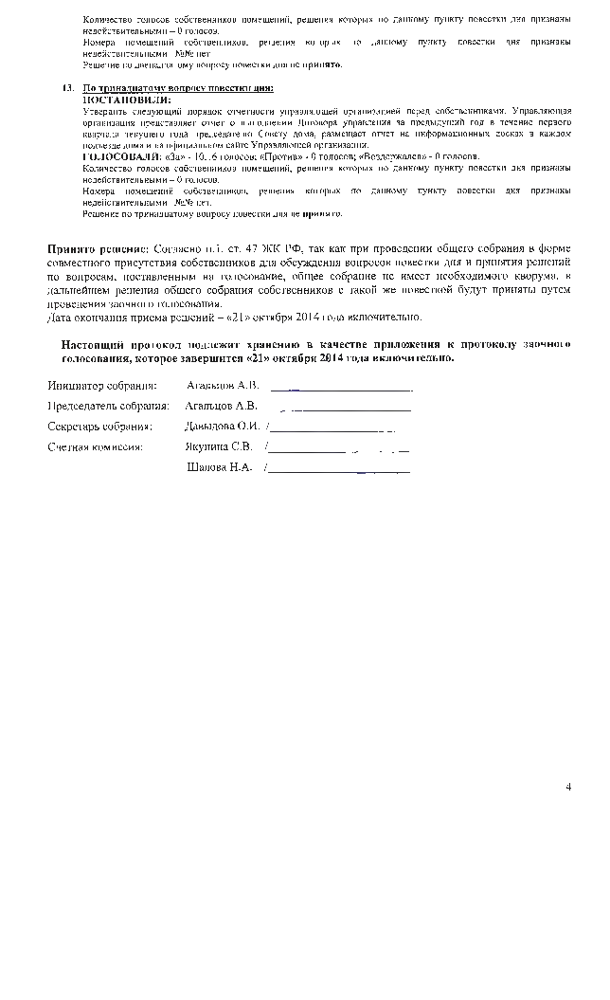 Количество голосов собственников помещений, решения которых по данному пункту повестки дня признаны
недействительными – 0 голосов.
Номера помещений собственников, решения которых по данному пункту повестки дня признаны
недействительными №№ нет
Решение по двенадцатому вопросу повестки дня не принято.
13. По тринадцатому вопросу повестки дня:
ПОСТАНОВИЛИ:
Утвердить следующий порядок отчетности управляющей организацией перед собственниками. Управляющая
организация представляет отчет о выполнении Договора управления за предыдущий год в течение первого
квартала текущего года председателю Совету дома, размещает отчет на информационных досках в каждом
подъезде дома и на официальном сайте Управляющей организации.
ГОЛОСОВАЛИ: «За» - голосов; «Против» - 0 голосов; «Воздержался» - 0 голосов.
Количество голосов собственников помещений, решения которых по данному пункту повестки дня признаны
недействительными – 0 голосов.
Номера помещений собственников, решения которых по данному пункту повестки дня признаны
недействительными №№ нет.
Решение по тринадцатому вопросу повестки дня не принято.
Принято решение: Согласно п.1. ст. 47 ЖК РФ, так как при проведении общего собрания в форме
совместного присутствия собственников для обсуждения вопросов повестки дня и принятия решений
по вопросам, поставленным на голосование, общее собрание не имеет необходимого кворума, в
дальнейшем решения общего собрания собственников с такой же повесткой будут приняты путем
проведения заочного голосования.
Дата окончания приема решений – «21» октября 2014 года включительно.
Настоящий протокол подлежит хранению в качестве приложения к протоколу заочного
голосования, которое завершится «21» октября 2014 года включительно.
Инициатор собрания: Агальцов А.В.
Председатель собрания: Агальцов А.В.
Секретарь собрания: Давыдова О.И. /
Счетная комиссия: Якунина С.В. /
Шалова Н.А. /
4